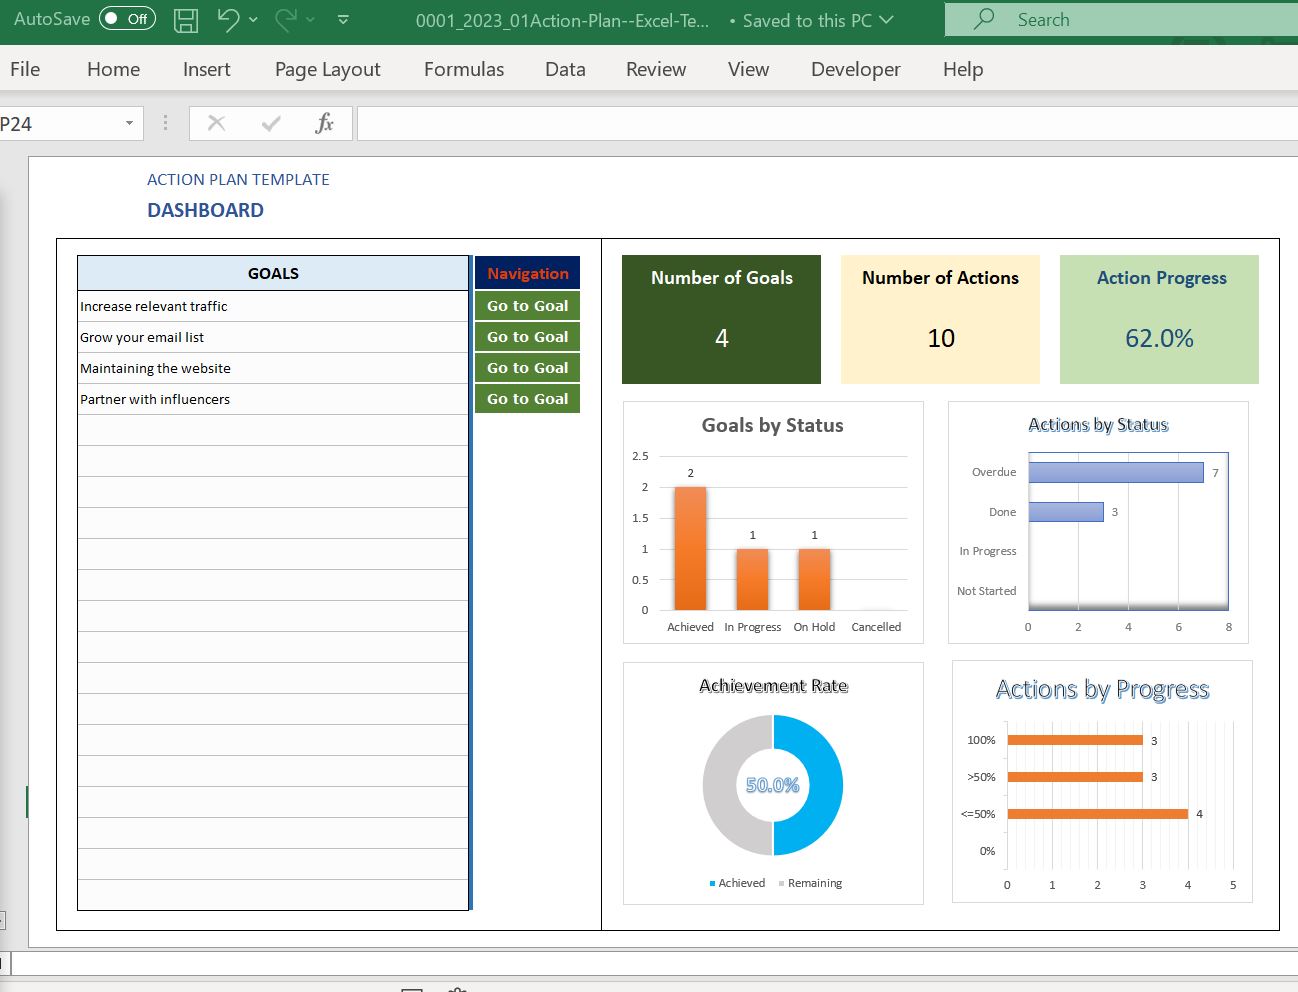 AutoSave Off 0001_2023_01Action-Plan--Excel-Te... • Saved to this PC Search
File Home Insert Page Layout Formulas Data Review View Developer Help
P24 fx
ACTION PLAN TEMPLATE
DASHBOARD
GOALS Navigation
Increase relevant traffic Go to Goal
Grow your email list Go to Goal
Maintaining the website Go to Goal
Partner with influencers Go to Goal
Number of Goals
4
Number of Actions
10
Action Progress
62.0%
Goals by Status
2.5
2
1.5
1
0.5
0
2
1
1
Achieved In Progress On Hold Cancelled
Actions by Status
Overdue 7
Done 3
In Progress
Not Started
0 2 4 6 8
Achievement Rate
50.0%
Achieved Remaining
Actions by Progress
100% 3
>50% 3
<=50% 4
0%
0 1 2 3 4 5